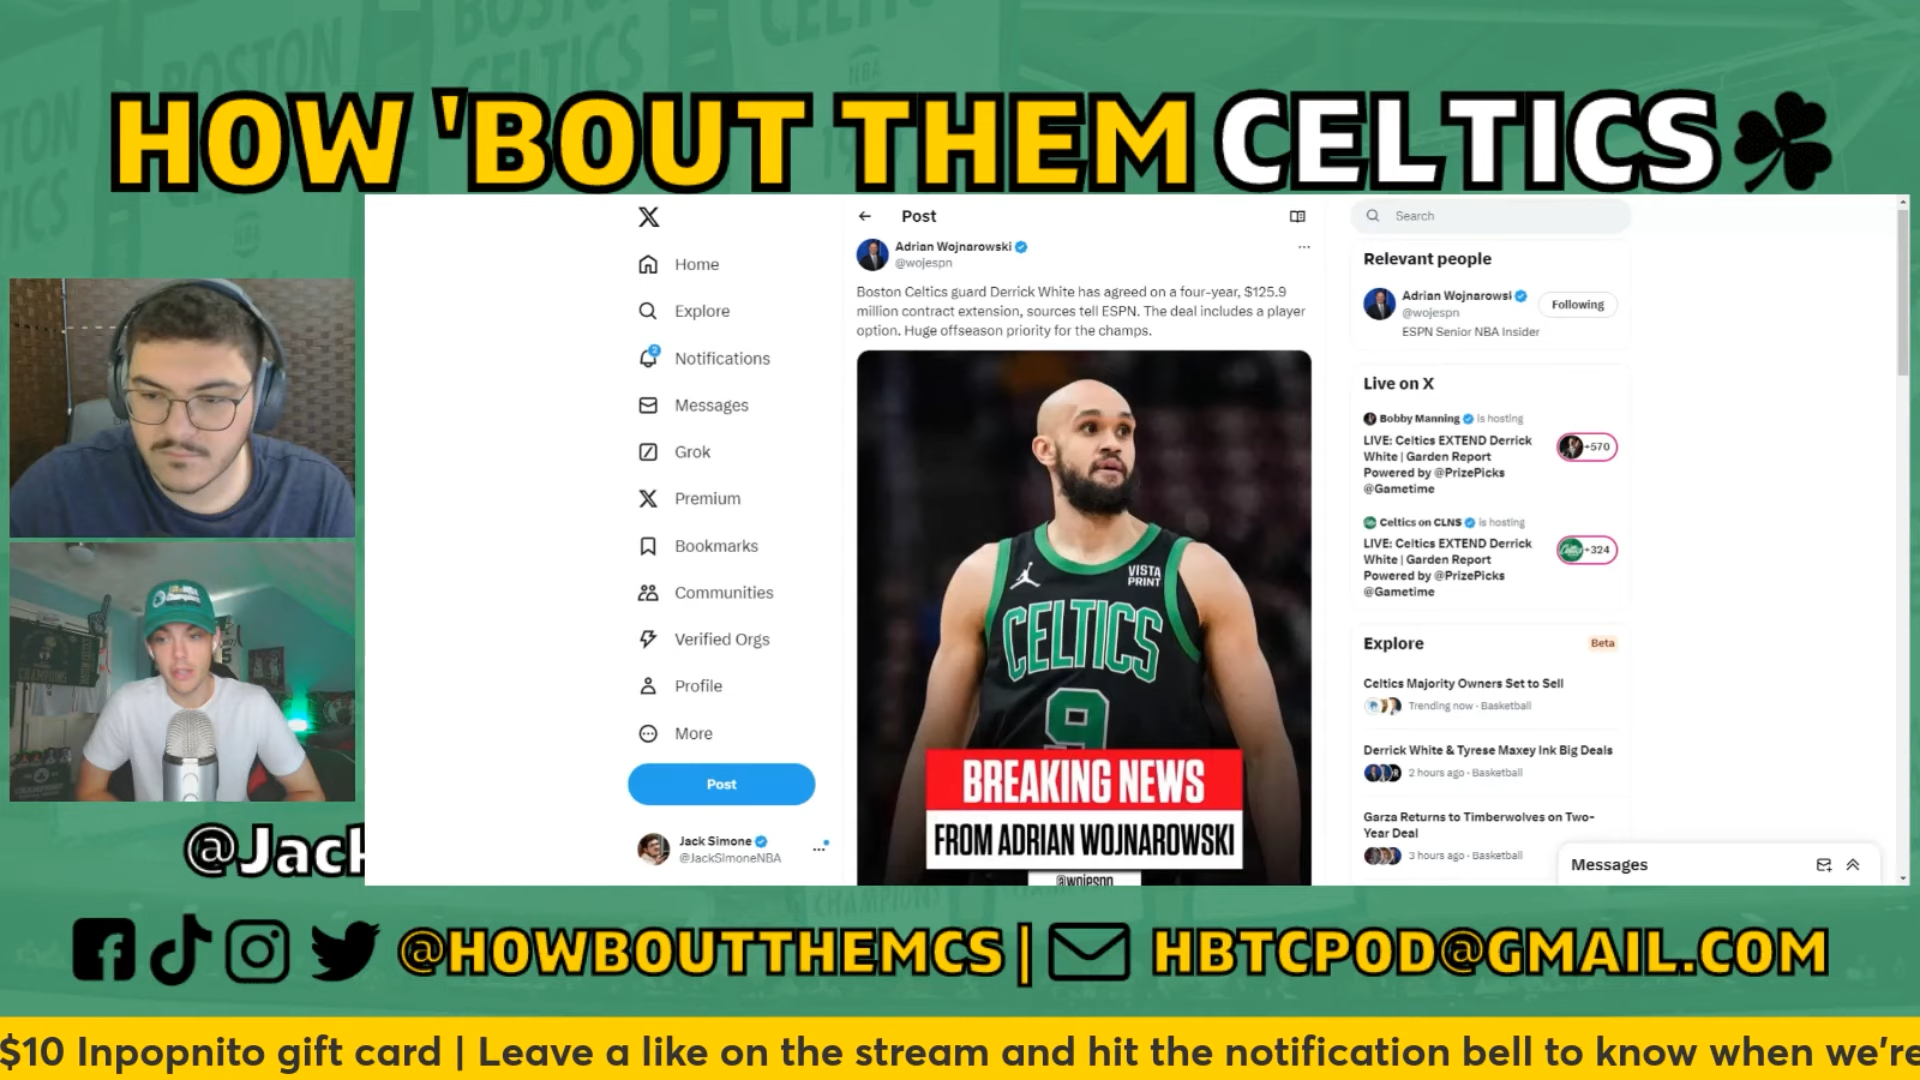 HOW 'BOUT THEM CELTICS
Post
Search
Adrian Wojnarowski
@wojespn
Boston Celtics guard Derrick White has agreed on a four-year, $125.9
million contract extension, sources tell ESPN. The deal includes a player
option. Huge offseason priority for the champs.
Home
Explore
2
Notifications
Messages
Grok
Premium
Bookmarks
Communities
Verified Orgs
Profile
More
Post
Jack Simone
@JackSimoneNBA
VISTA
PRINT
CELTICS
9
BREAKING NEWS
FROM ADRIAN WOJNAROWSKI
@wojespn
Relevant people
Adrian Wojnarowski
@wojespn
Following
ESPN Senior NBA Insider
Live on X
Bobby Manning is hosting
LIVE: Celtics EXTEND Derrick
White | Garden Report
Powered by @PrizePicks
@Gametime
+570
Celtics on CLNS is hosting
LIVE: Celtics EXTEND Derrick
White | Garden Report
Powered by @PrizePicks
@Gametime
+324
Explore
Beta
Celtics Majority Owners Set to Sell
Trending now · Basketball
Derrick White & Tyrese Maxey Ink Big Deals
2 hours ago · Basketball
Garza Returns to Timberwolves on Two-
Year Deal
3 hours ago · Basketball
Messages
@Jack
@HOWBOUTTHEMCS | HBTCPOD@GMAIL.COM
$10 Inpopnito gift card | Leave a like on the stream and hit the notification bell to know when we're